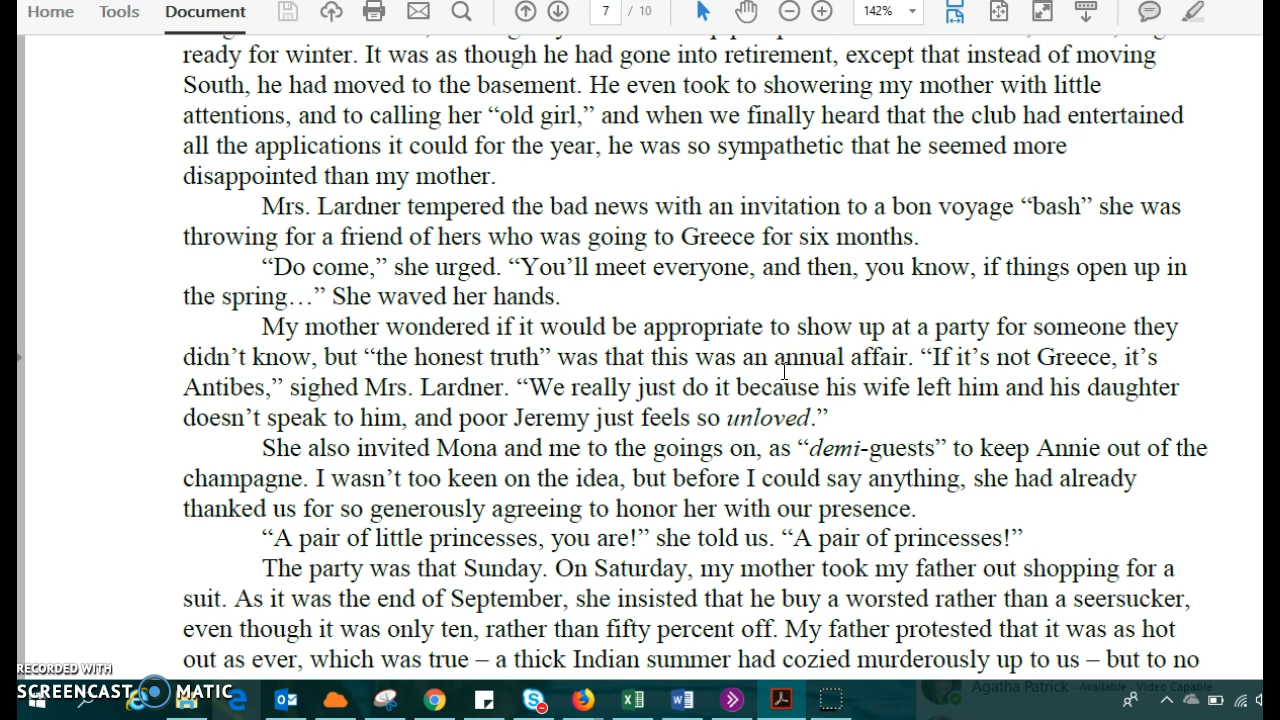 Home Tools Document 7 / 10 142%
ready for winter. It was as though he had gone into retirement, except that instead of moving
South, he had moved to the basement. He even took to showering my mother with little
attentions, and to calling her “old girl,” and when we finally heard that the club had entertained
all the applications it could for the year, he was so sympathetic that he seemed more
disappointed than my mother.
Mrs. Lardner tempered the bad news with an invitation to a bon voyage “bash” she was
throwing for a friend of hers who was going to Greece for six months.
“Do come,” she urged. “You’ll meet everyone, and then, you know, if things open up in
the spring…” She waved her hands.
My mother wondered if it would be appropriate to show up at a party for someone they
didn’t know, but “the honest truth” was that this was an annual affair. “If it’s not Greece, it’s
Antibes,” sighed Mrs. Lardner. “We really just do it because his wife left him and his daughter
doesn’t speak to him, and poor Jeremy just feels so unloved.”
She also invited Mona and me to the goings on, as “demi-guests” to keep Annie out of the
champagne. I wasn’t too keen on the idea, but before I could say anything, she had already
thanked us for so generously agreeing to honor her with our presence.
“A pair of little princesses, you are!” she told us. “A pair of princesses!”
The party was that Sunday. On Saturday, my mother took my father out shopping for a
suit. As it was the end of September, she insisted that he buy a worsted rather than a seersucker,
even though it was only ten, rather than fifty percent off. My father protested that it was as hot
out as ever, which was true – a thick Indian summer had cozied murderously up to us – but to no
RECORDED WITH
SCREENCAST MATIC
Agatha Patrick - Available - Video Capable